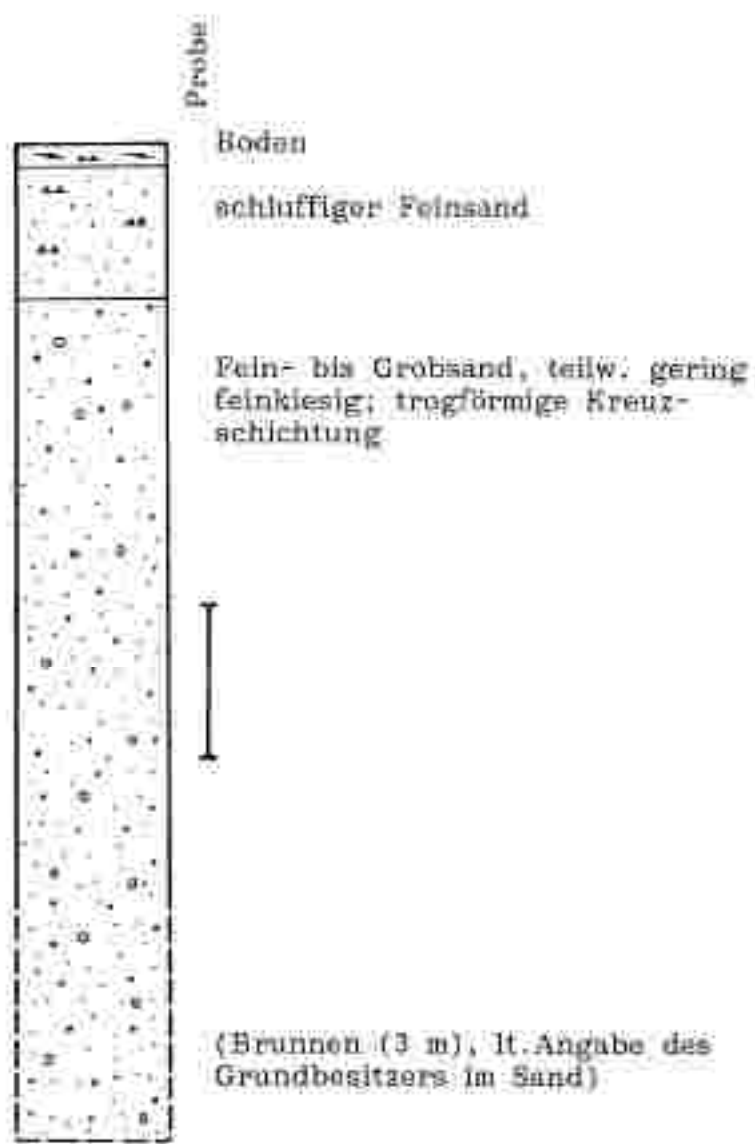 Probe
Boden
schluffiger Feinsand
Fein- bis Grobsand, teilw. gering
feinkiesig; trogförmige Kreuz-
schichtung
(Brunnen (3 m), lt.Angabe des
Grundbesitzers im Sand)